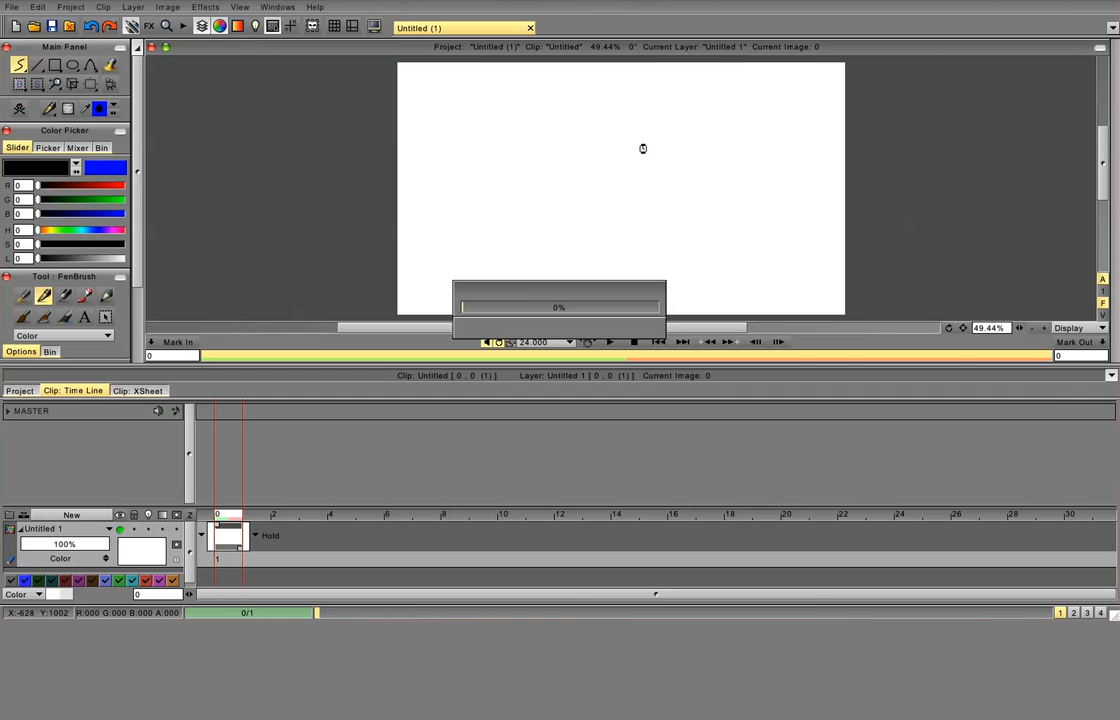 File Edit Project Clip Layer Image Effects View Windows Help
FX Untitled (1)
Main Panel
Project: "Untitled (1)" Clip: "Untitled" 49.44% 0° Current Layer: "Untitled 1" Current Image: 0
Color Picker
Slider Picker Mixer Bin
R 0
G 0
B 0
H 0
S 0
L 0
Tool : PenBrush
A
Color
Options Bin
0%
A
1
F
V
49.44% Display
Mark In 24.000 Mark Out
0 0
Clip: Untitled [ 0 , 0 (1) ] Layer: Untitled 1 [ 0 , 0 (1) ] Current Image: 0
Project Clip: Time Line Clip: XSheet
MASTER
New Z 0 2 4 6 8 10 12 14 16 18 20 22 24 26 28 30
Untitled 1
100% Hold
Color 1
Color 0
X:-628 Y:1002 R:000 G:000 B:000 A:000 0/1 1 2 3 4